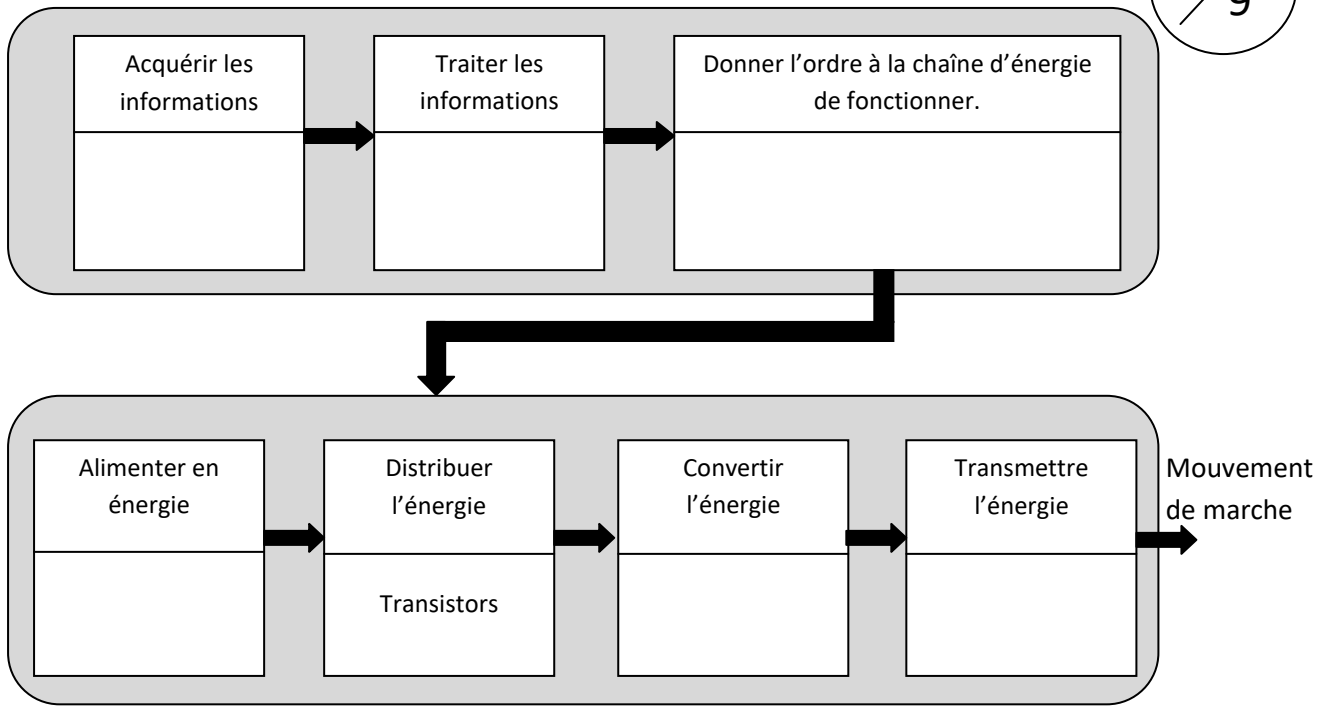 9
Acquérir les
informations
Traiter les
informations
Donner l’ordre à la chaîne d’énergie
de fonctionner.
Alimenter en
énergie
Distribuer
l’énergie
Transistors
Convertir
l’énergie
Transmettre
l’énergie
Mouvement
de marche